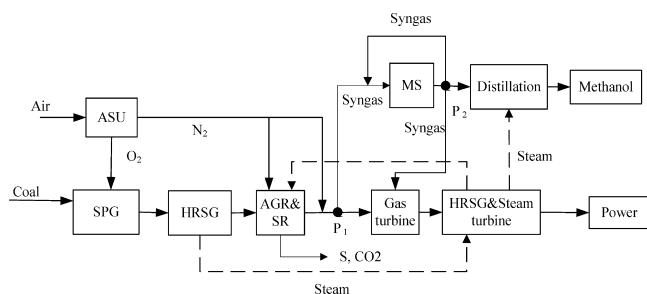 Syngas
Syngas
MS
P2
Distillation
Methanol
Syngas
Air
ASU
N2
O2
Steam
Coal
SPG
HRSG
AGR&
SR
P1
Gas
turbine
HRSG&Steam
turbine
Power
S, CO2
Steam